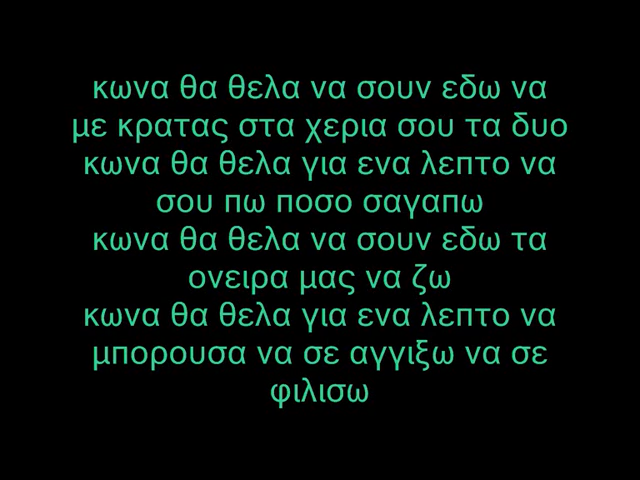 κωνα θα θελα να σουν εδω να
με κρατας στα χερια σου τα δυο
κωνα θα θελα για ενα λεπτο να
σου πω ποσο σαγαπω
κωνα θα θελα να σουν εδω τα
ονειρα μας να ζω
κωνα θα θελα για ενα λεπτο να
μπορουσα να σε αγγιξω να σε
φιλισω